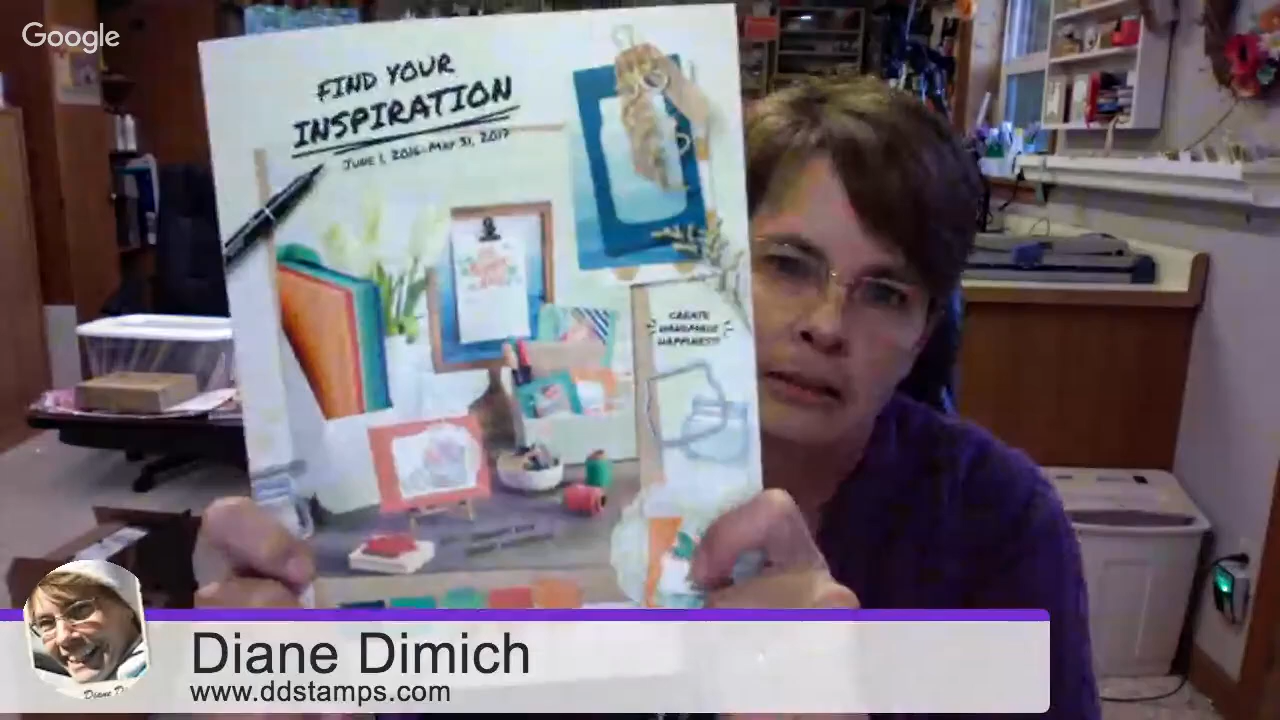 Google
FIND YOUR
INSPIRATION
JUNE 1, 2016-MAY 31, 2017
CREATE
HANDMADE
HAPPINESS
Diane Dimich
www.ddstamps.com